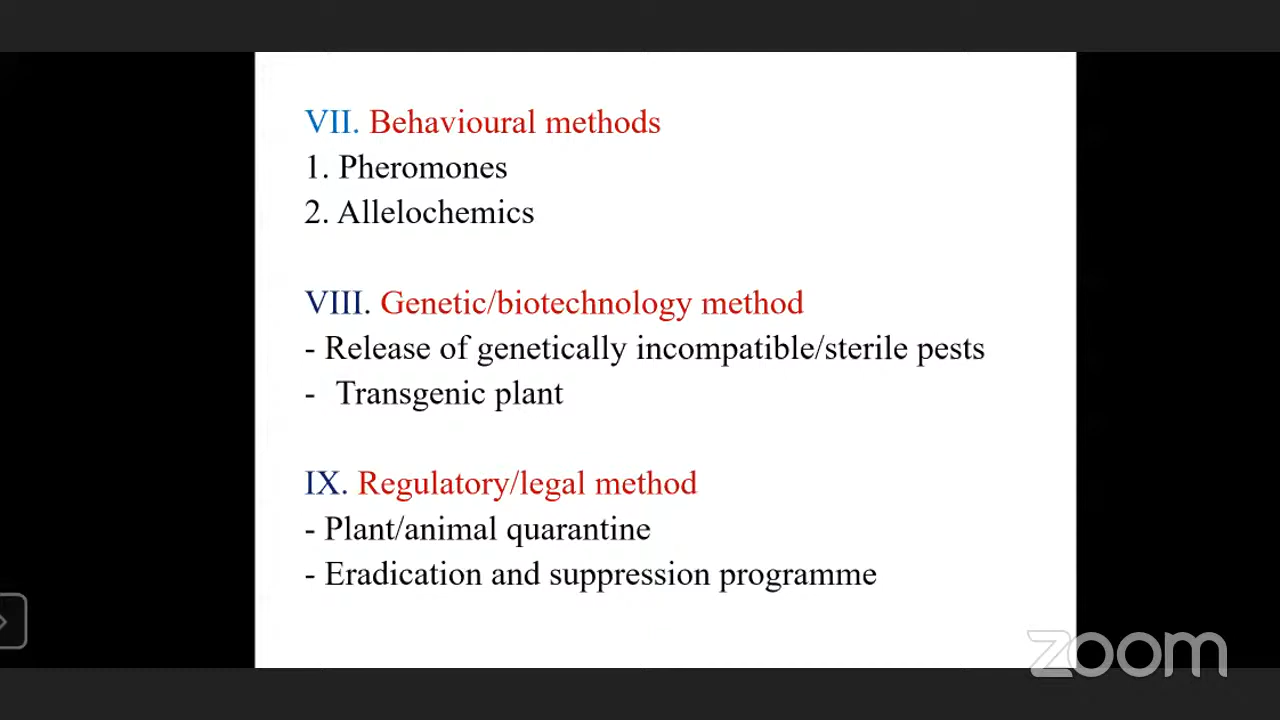 VII. Behavioural methods
1. Pheromones
2. Allelochemics
VIII. Genetic/biotechnology method
- Release of genetically incompatible/sterile pests
- Transgenic plant
IX. Regulatory/legal method
- Plant/animal quarantine
- Eradication and suppression programme
zoom